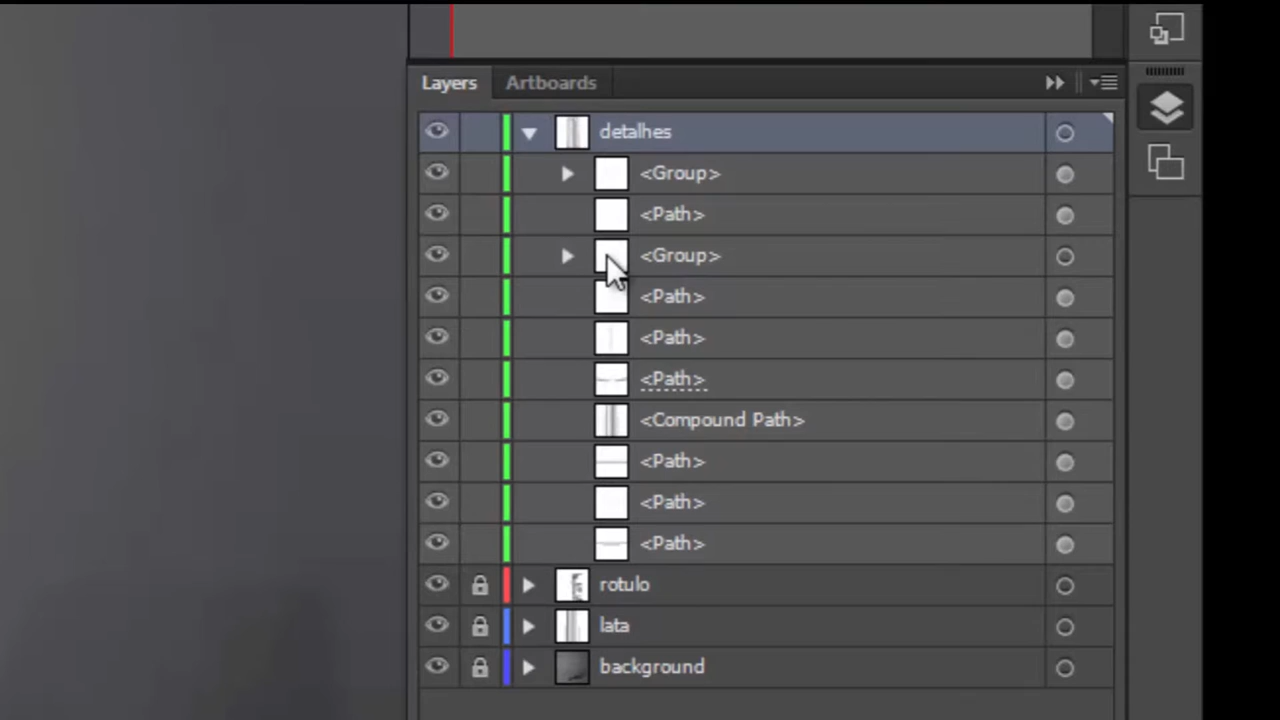 Layers Artboards
detalhes
<Group>
<Path>
<Group>
<Path>
<Path>
<Path>
<Compound Path>
<Path>
<Path>
<Path>
rotulo
lata
background